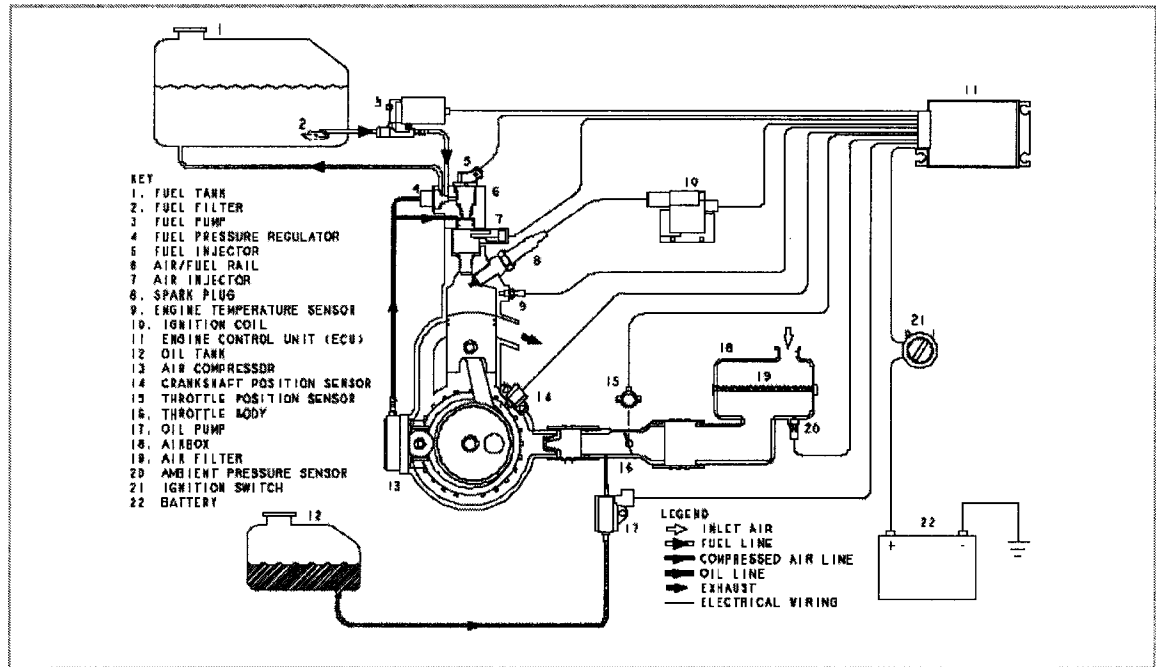 1
2
3
4
5
6
7
8
9
10
11
12
13
14
15
16
17
18
19
20
21
22
+
-
KEY
1. FUEL TANK
2. FUEL FILTER
3 FUEL PUMP
4 FUEL PRESSURE REGULATOR
5 FUEL INJECTOR
6 AIR/FUEL RAIL
7 AIR INJECTOR
8. SPARK PLUG
9. ENGINE TEMPERATURE SENSOR
10. IGNITION COIL
11 ENGINE CONTROL UNIT (ECU)
12 OIL TANK
13 AIR COMPRESSOR
14 CRANKSHAFT POSITION SENSOR
15 THROTTLE POSITION SENSOR
16. THROTTLE BODY
17. OIL PUMP
18. AIRBOX
19. AIR FILTER
20 AMBIENT PRESSURE SENSOR
21 IGNITION SWITCH
22 BATTERY
LEGEND
INLET AIR
FUEL LINE
COMPRESSED AIR LINE
OIL LINE
EXHAUST
ELECTRICAL WIRING